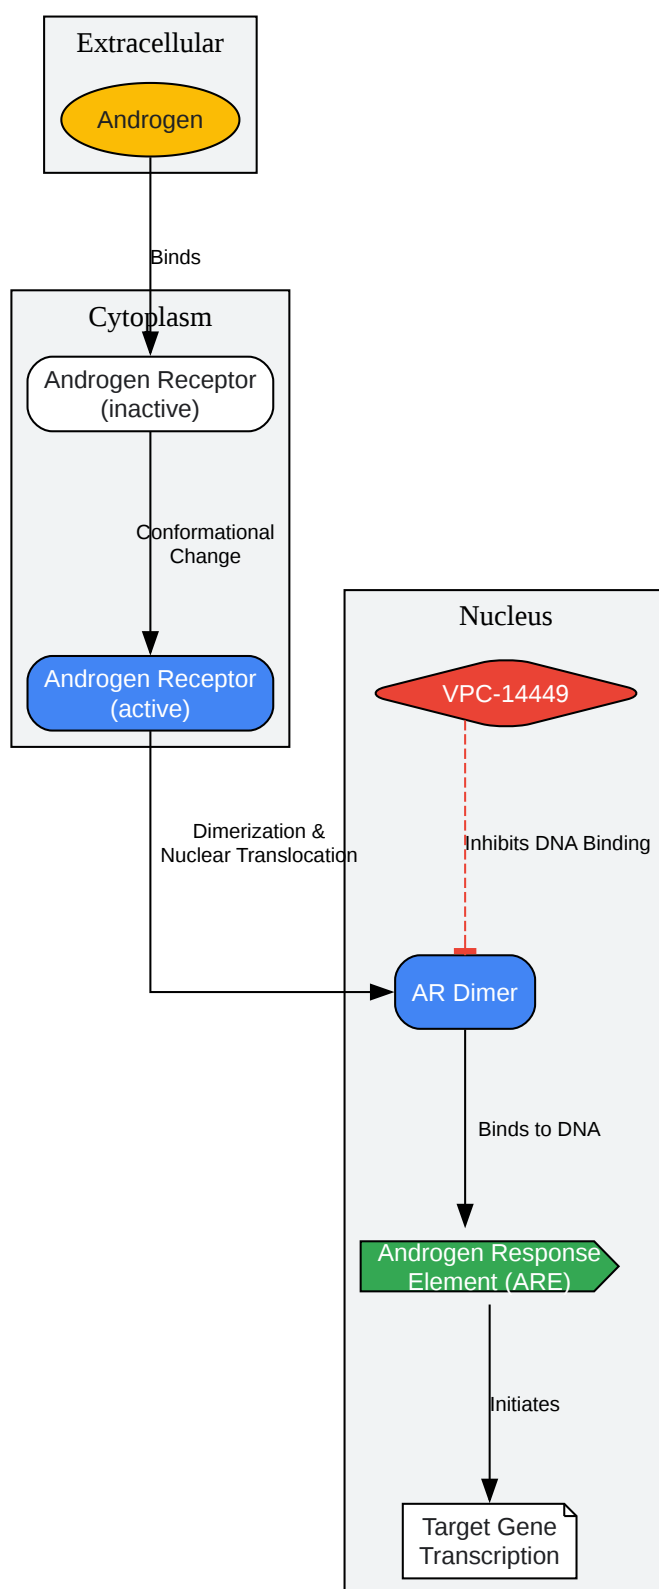 Extracellular
Androgen
Binds
Cytoplasm
Androgen Receptor
(inactive)
Conformational
Change
Androgen Receptor
(active)
Dimerization &
Nuclear Translocation
Nucleus
VPC-14449
Inhibits DNA Binding
AR Dimer
Binds to DNA
Androgen Response
Element (ARE)
Initiates
Target Gene
Transcription